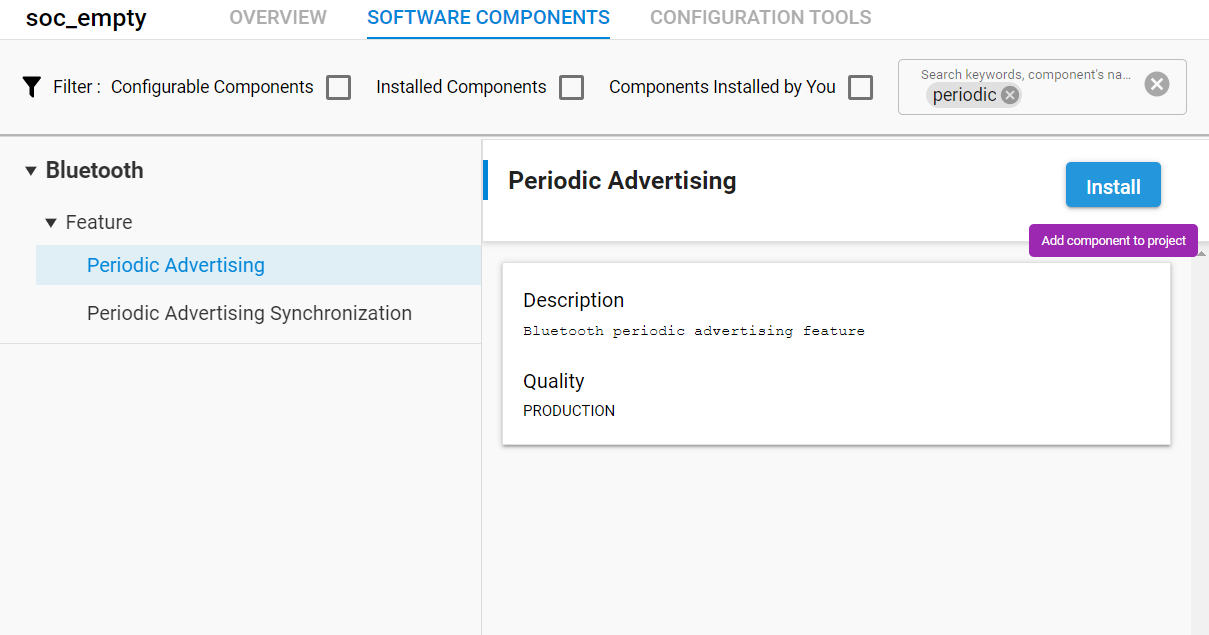 soc_empty
OVERVIEW
SOFTWARE COMPONENTS
CONFIGURATION TOOLS
Filter :
Configurable Components
Installed Components
Components Installed by You
Search keywords, component's na...
periodic
Bluetooth
Feature
Periodic Advertising
Periodic Advertising Synchronization
Periodic Advertising
Install
Add component to project
Description
Bluetooth periodic advertising feature
Quality
PRODUCTION